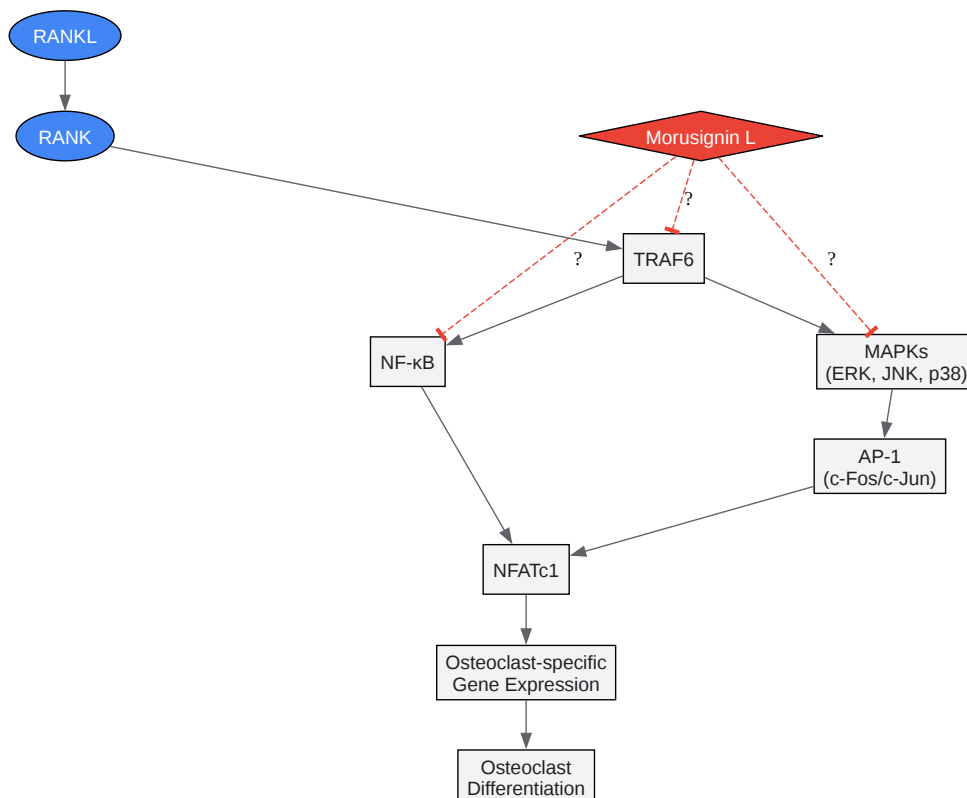 RANKL
RANK
Morusignin L
?
TRAF6
?
?
NF-κB
MAPKs
(ERK, JNK, p38)
AP-1
(c-Fos/c-Jun)
NFATc1
Osteoclast-specific
Gene Expression
Osteoclast
Differentiation